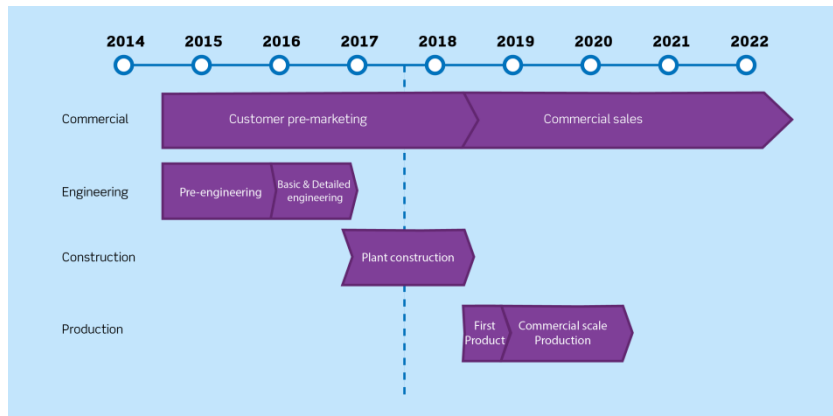 2014 2015 2016 2017 2018 2019 2020 2021 2022
Commercial
Customer pre-marketing
Commercial sales
Engineering
Pre-engineering
Basic & Detailed
engineering
Construction
Plant construction
Production
First
Product
Commercial scale
Production